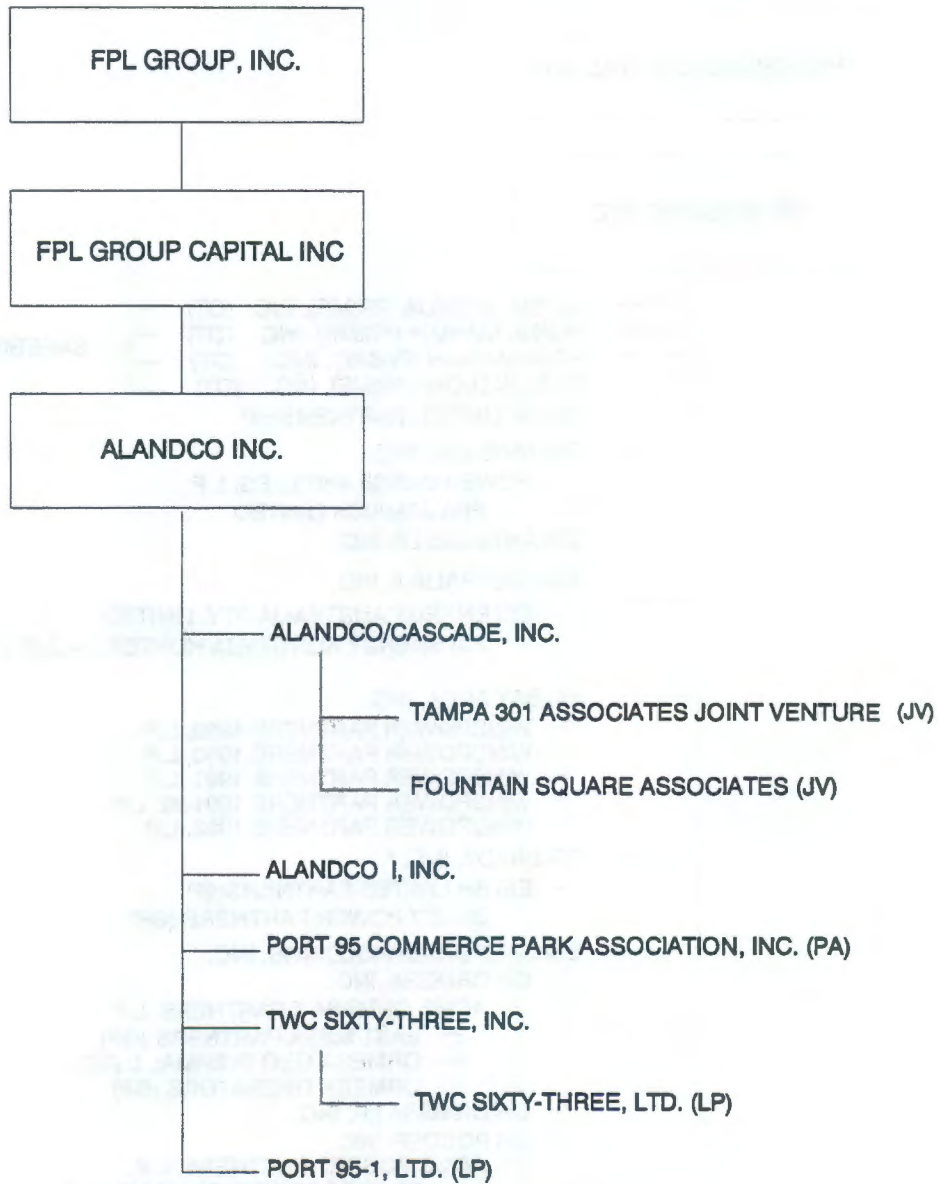 FPL GROUP, INC.
FPL GROUP CAPITAL INC
ALANDCO INC.
ALANDCO/CASCADE, INC.
TAMPA 301 ASSOCIATES JOINT VENTURE (JV)
FOUNTAIN SQUARE ASSOCIATES (JV)
ALANDCO I, INC.
PORT 95 COMMERCE PARK ASSOCIATION, INC. (PA)
TWC SIXTY-THREE, INC.
TWC SIXTY-THREE, LTD. (LP)
PORT 95-1, LTD. (LP)